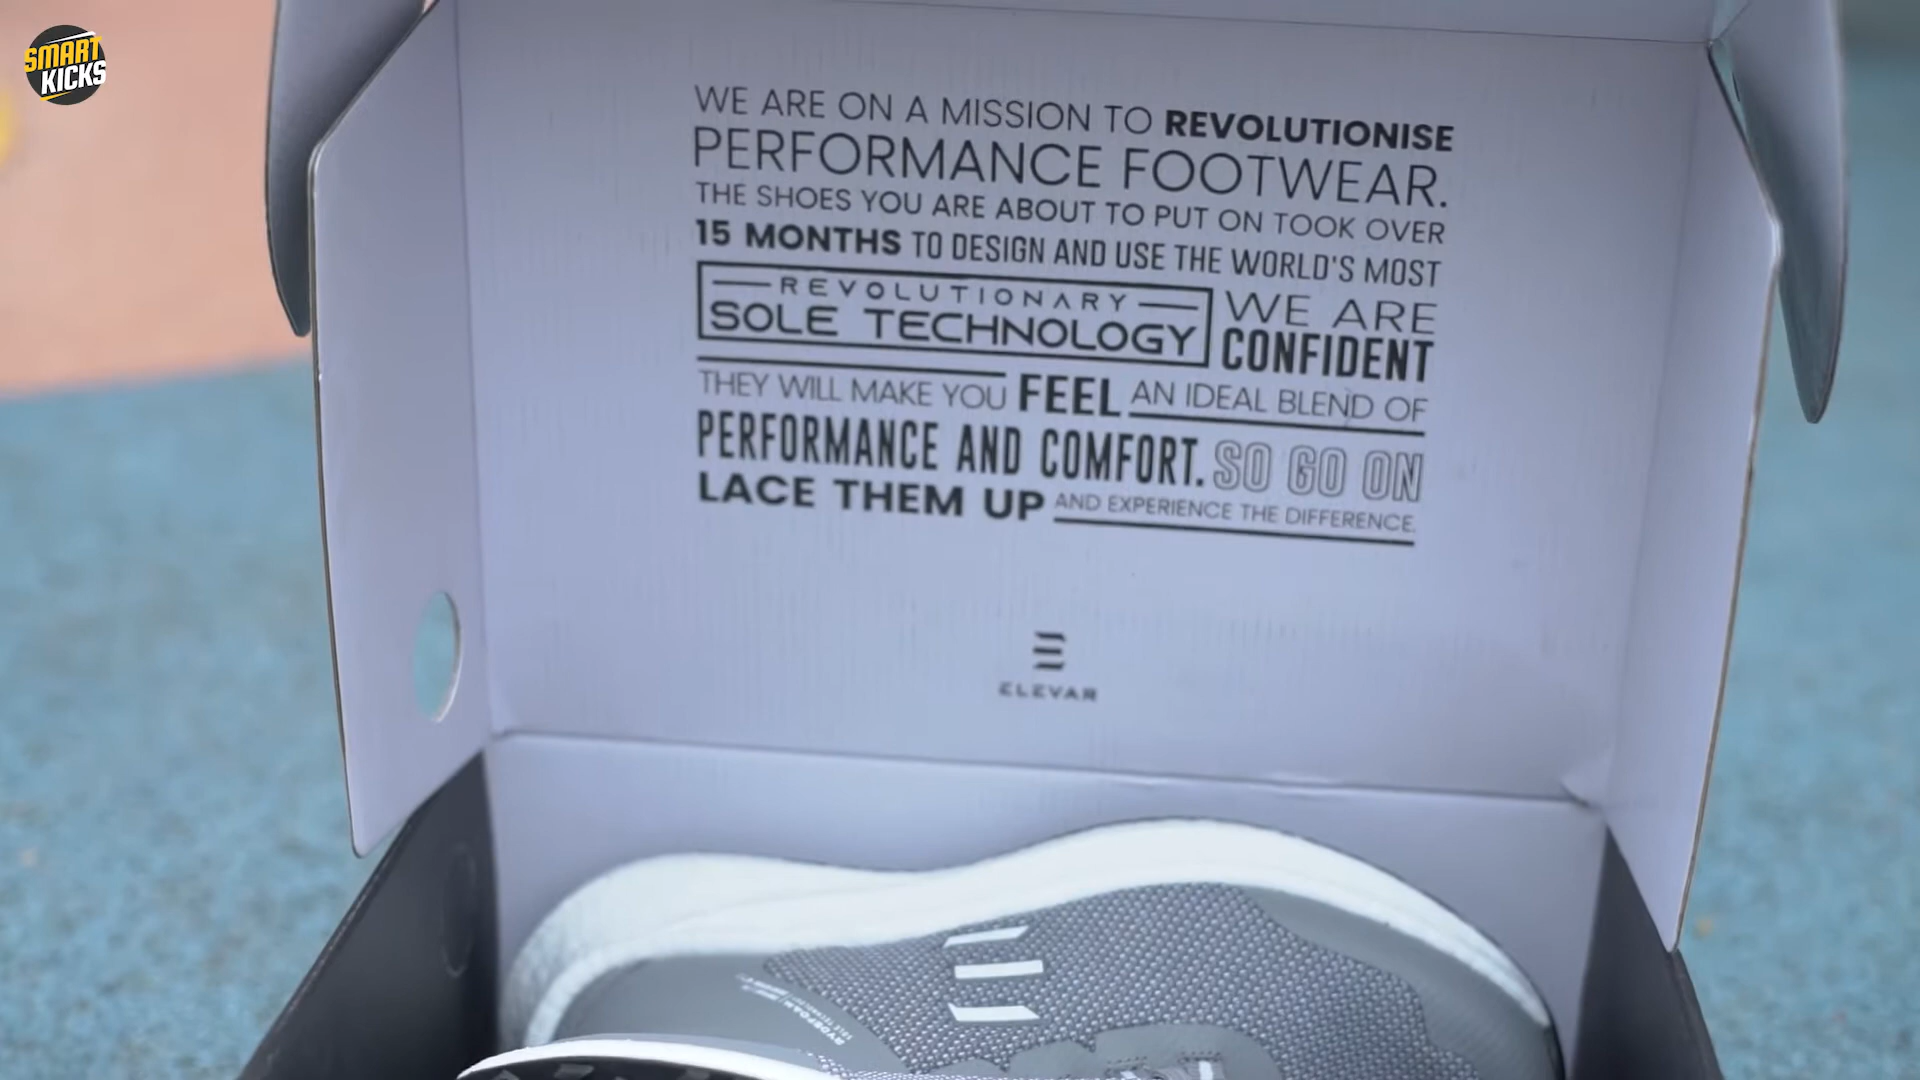 SMART
KICKS
WE ARE ON A MISSION TO REVOLUTIONISE
PERFORMANCE FOOTWEAR.
THE SHOES YOU ARE ABOUT TO PUT ON TOOK OVER
15 MONTHS TO DESIGN AND USE THE WORLD'S MOST
REVOLUTIONARY
SOLE TECHNOLOGY
WE ARE
CONFIDENT
THEY WILL MAKE YOU FEEL AN IDEAL BLEND OF
PERFORMANCE AND COMFORT. SO GO ON
LACE THEM UP AND EXPERIENCE THE DIFFERENCE.
ELEVAR